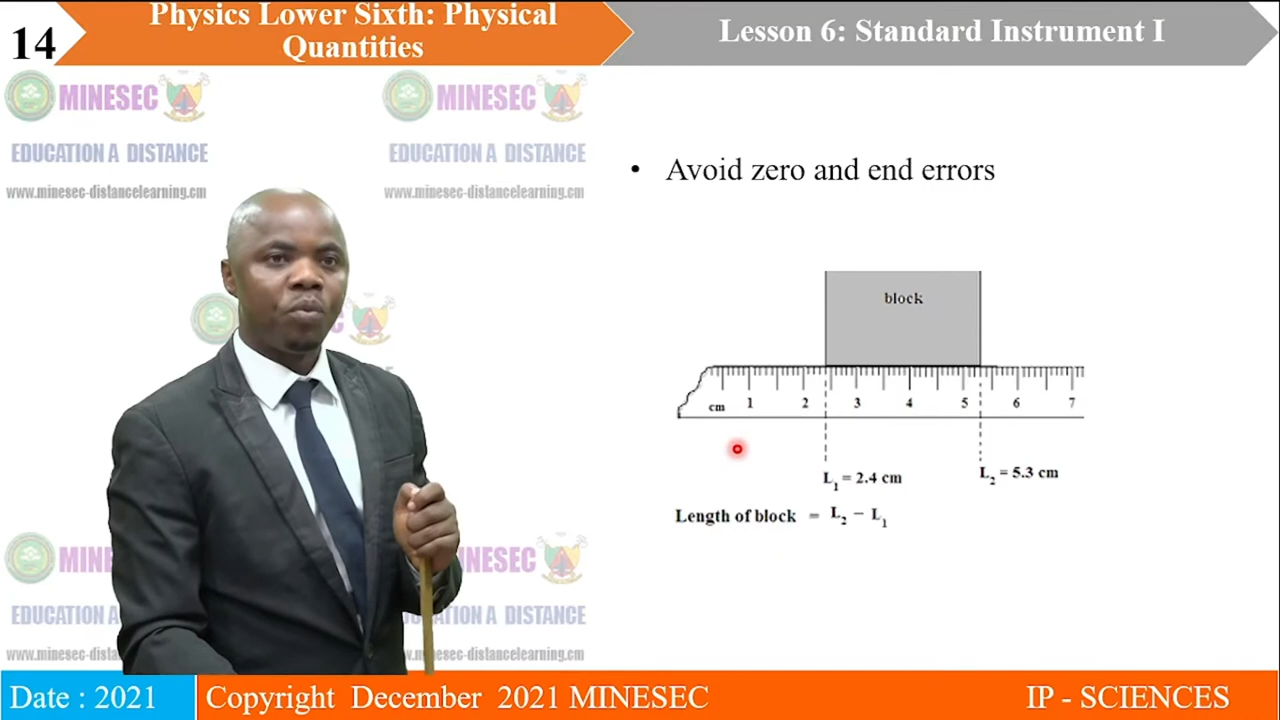 14
Physics Lower Sixth: Physical
Quantities
Lesson 6: Standard Instrument I
MINESEC
EDUCATION A DISTANCE
www.minesec-distancelearning.cm
MINESEC
EDUCATION A DISTANCE
www.minesec-distancelearning.cm
• Avoid zero and end errors
block
cm 1 2 3 4 5 6 7
L₁ = 2.4 cm
L₂ = 5.3 cm
Length of block = L₂ − L₁
MINESEC
EDUCATION A DISTANCE
Date : 2021
Copyright December 2021 MINESEC
IP - SCIENCES